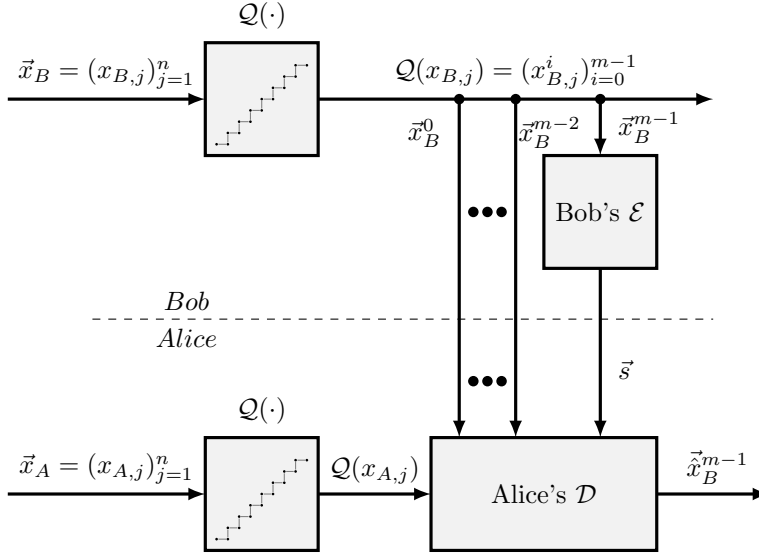 𝒬(·)
x⃗_B = (x_{B,j})_{j=1}^n
𝒬(x_{B,j}) = (x_{B,j}^i)_{i=0}^{m−1}
x⃗_B^0
x⃗_B^{m−2}
x⃗_B^{m−1}
Bob's ℰ
Bob
Alice
s⃗
𝒬(·)
x⃗_A = (x_{A,j})_{j=1}^n
𝒬(x_{A,j})
Alice's 𝒟
x̂⃗_B^{m−1}